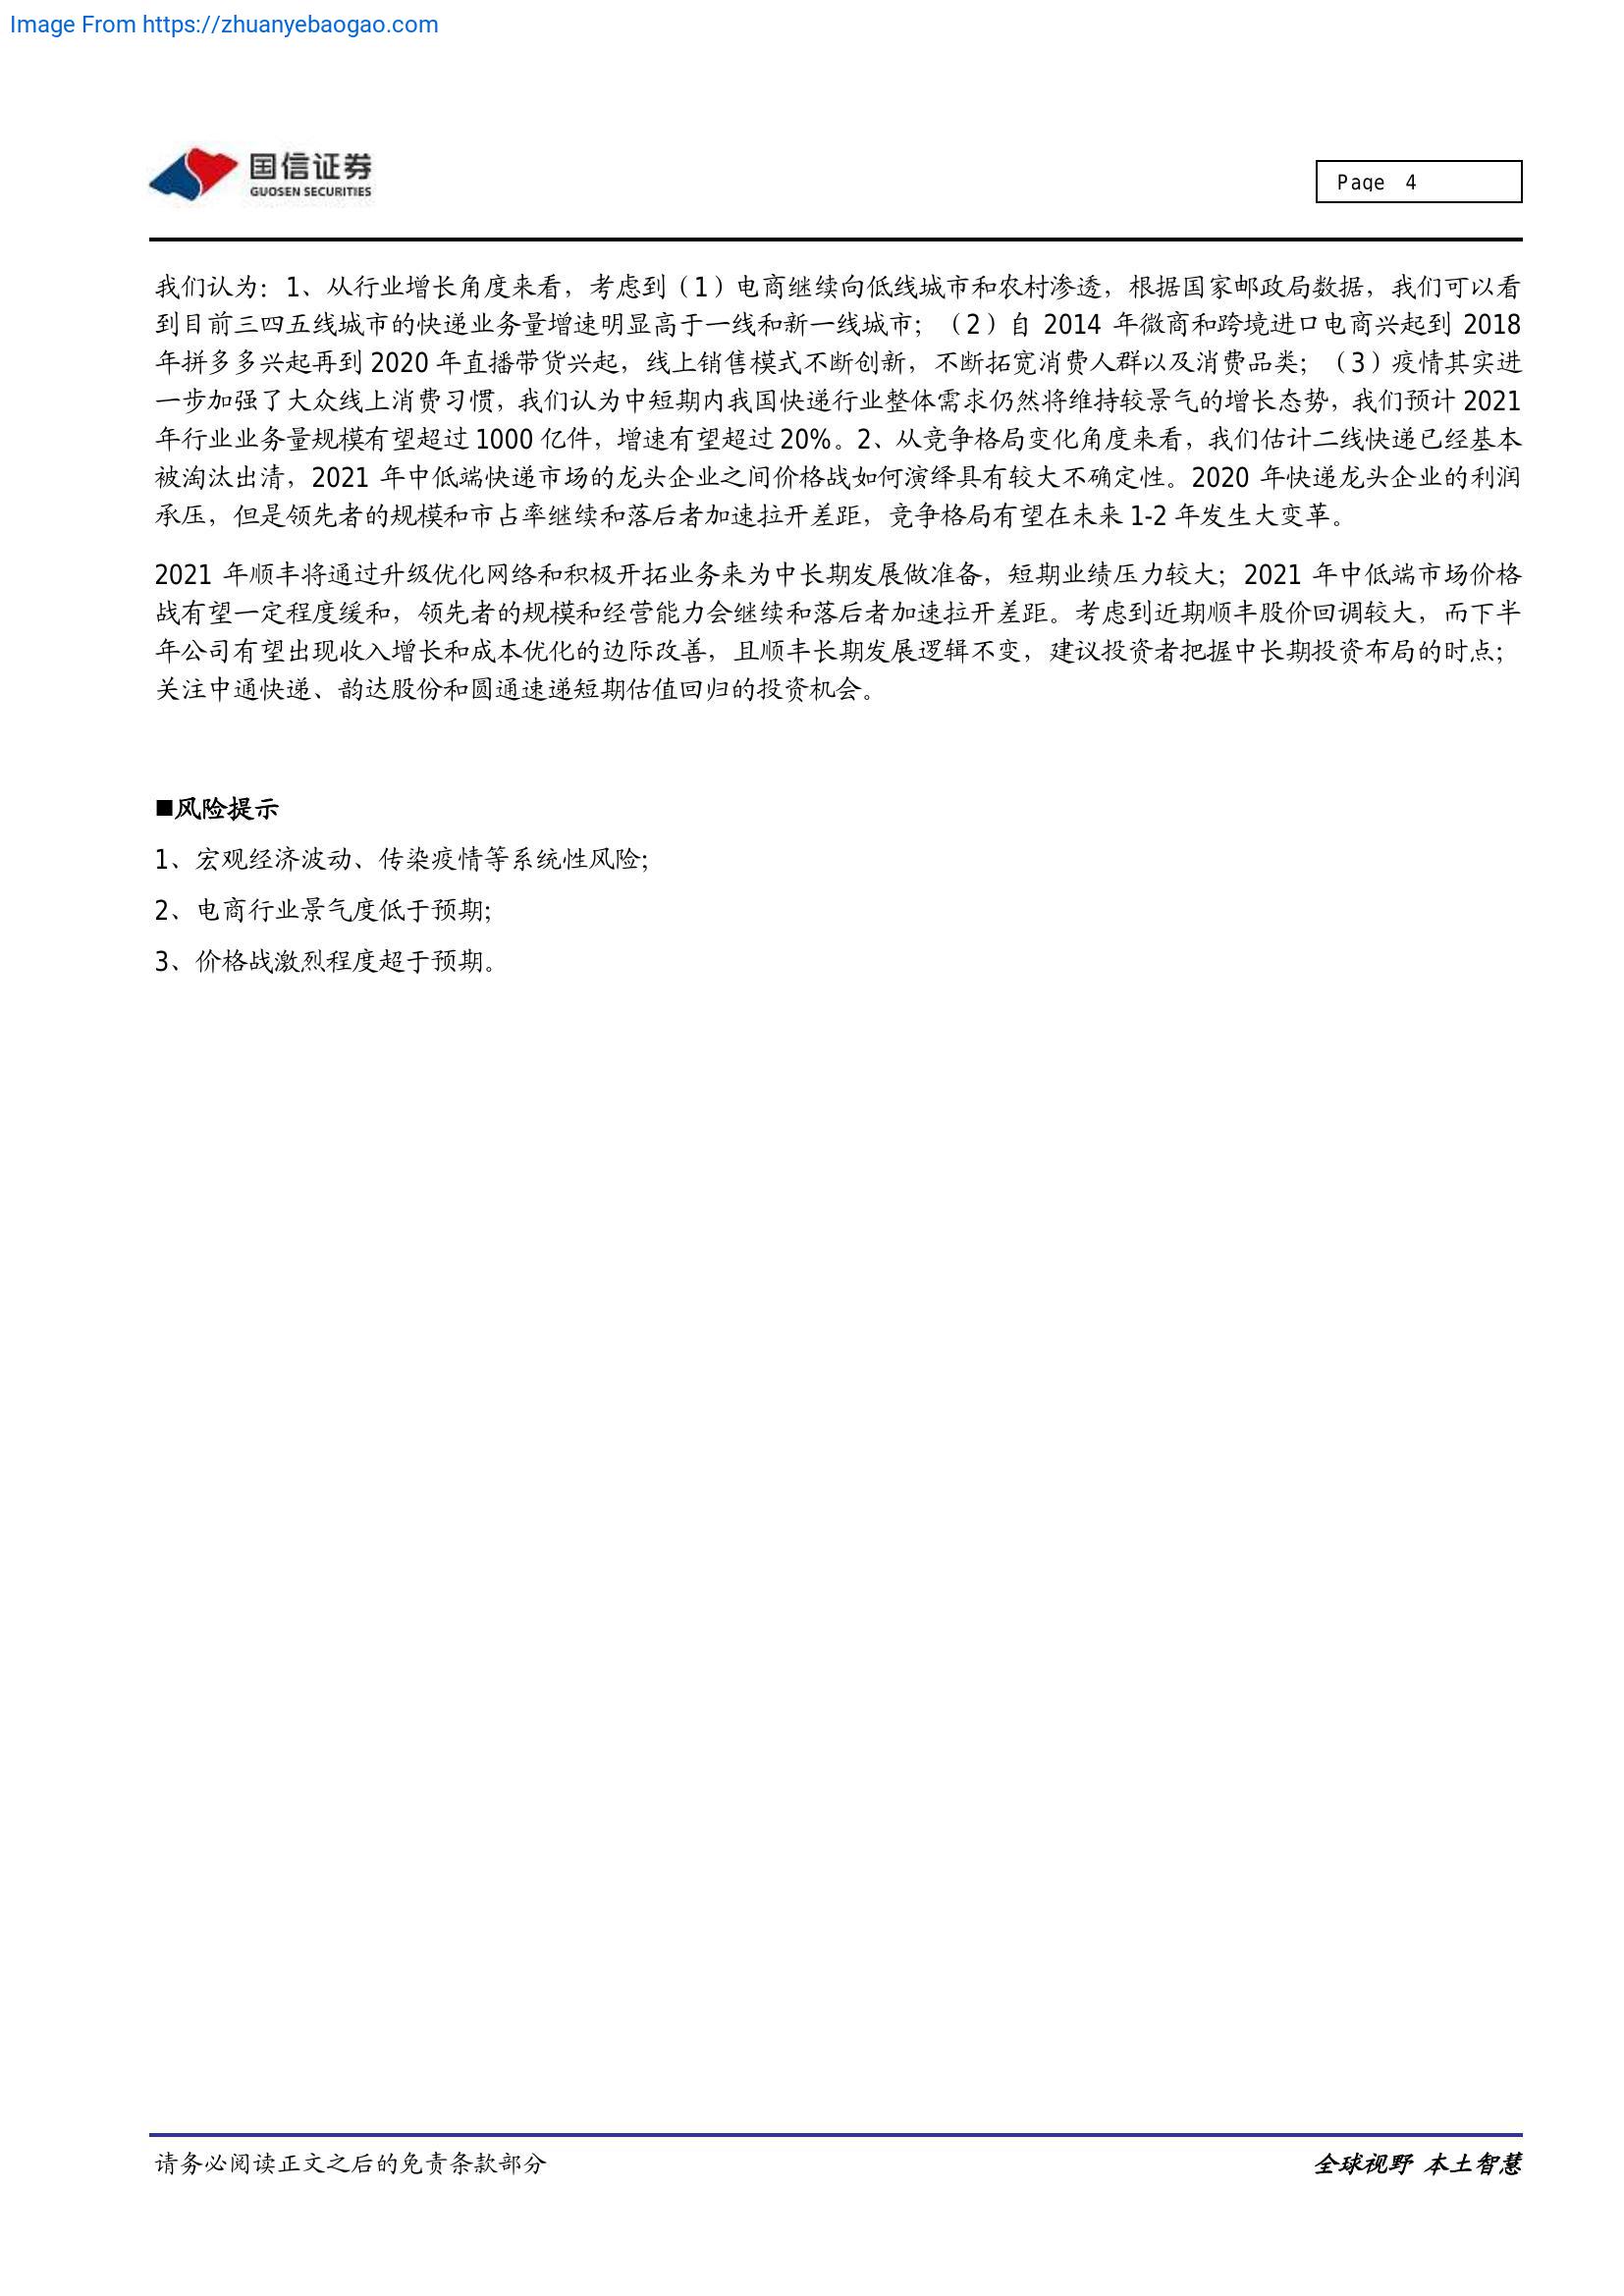 Image From https://zhuanyebaogao.com
国信证券
GUOSEN SECURITIES
Page 4
我们认为：1、从行业增长角度来看，考虑到（1）电商继续向低线城市和农村渗透，根据国家邮政局数据，我们可以看
到目前三四五线城市的快递业务量增速明显高于一线和新一线城市；（2）自 2014 年微商和跨境进口电商兴起到 2018
年拼多多兴起再到 2020 年直播带货兴起，线上销售模式不断创新，不断拓宽消费人群以及消费品类；（3）疫情其实进
一步加强了大众线上消费习惯，我们认为中短期内我国快递行业整体需求仍然将维持较景气的增长态势，我们预计 2021
年行业业务量规模有望超过 1000 亿件，增速有望超过 20%。2、从竞争格局变化角度来看，我们估计二线快递已经基本
被淘汰出清，2021 年中低端快递市场的龙头企业之间价格战如何演绎具有较大不确定性。2020 年快递龙头企业的利润
承压，但是领先者的规模和市占率继续和落后者加速拉开差距，竞争格局有望在未来 1-2 年发生大变革。
2021 年顺丰将通过升级优化网络和积极开拓业务来为中长期发展做准备，短期业绩压力较大；2021 年中低端市场价格
战有望一定程度缓和，领先者的规模和经营能力会继续和落后者加速拉开差距。考虑到近期顺丰股价回调较大，而下半
年公司有望出现收入增长和成本优化的边际改善，且顺丰长期发展逻辑不变，建议投资者把握中长期投资布局的时点；
关注中通快递、韵达股份和圆通速递短期估值回归的投资机会。
■风险提示
1、宏观经济波动、传染疫情等系统性风险；
2、电商行业景气度低于预期；
3、价格战激烈程度超于预期。
请务必阅读正文之后的免责条款部分
全球视野 本土智慧